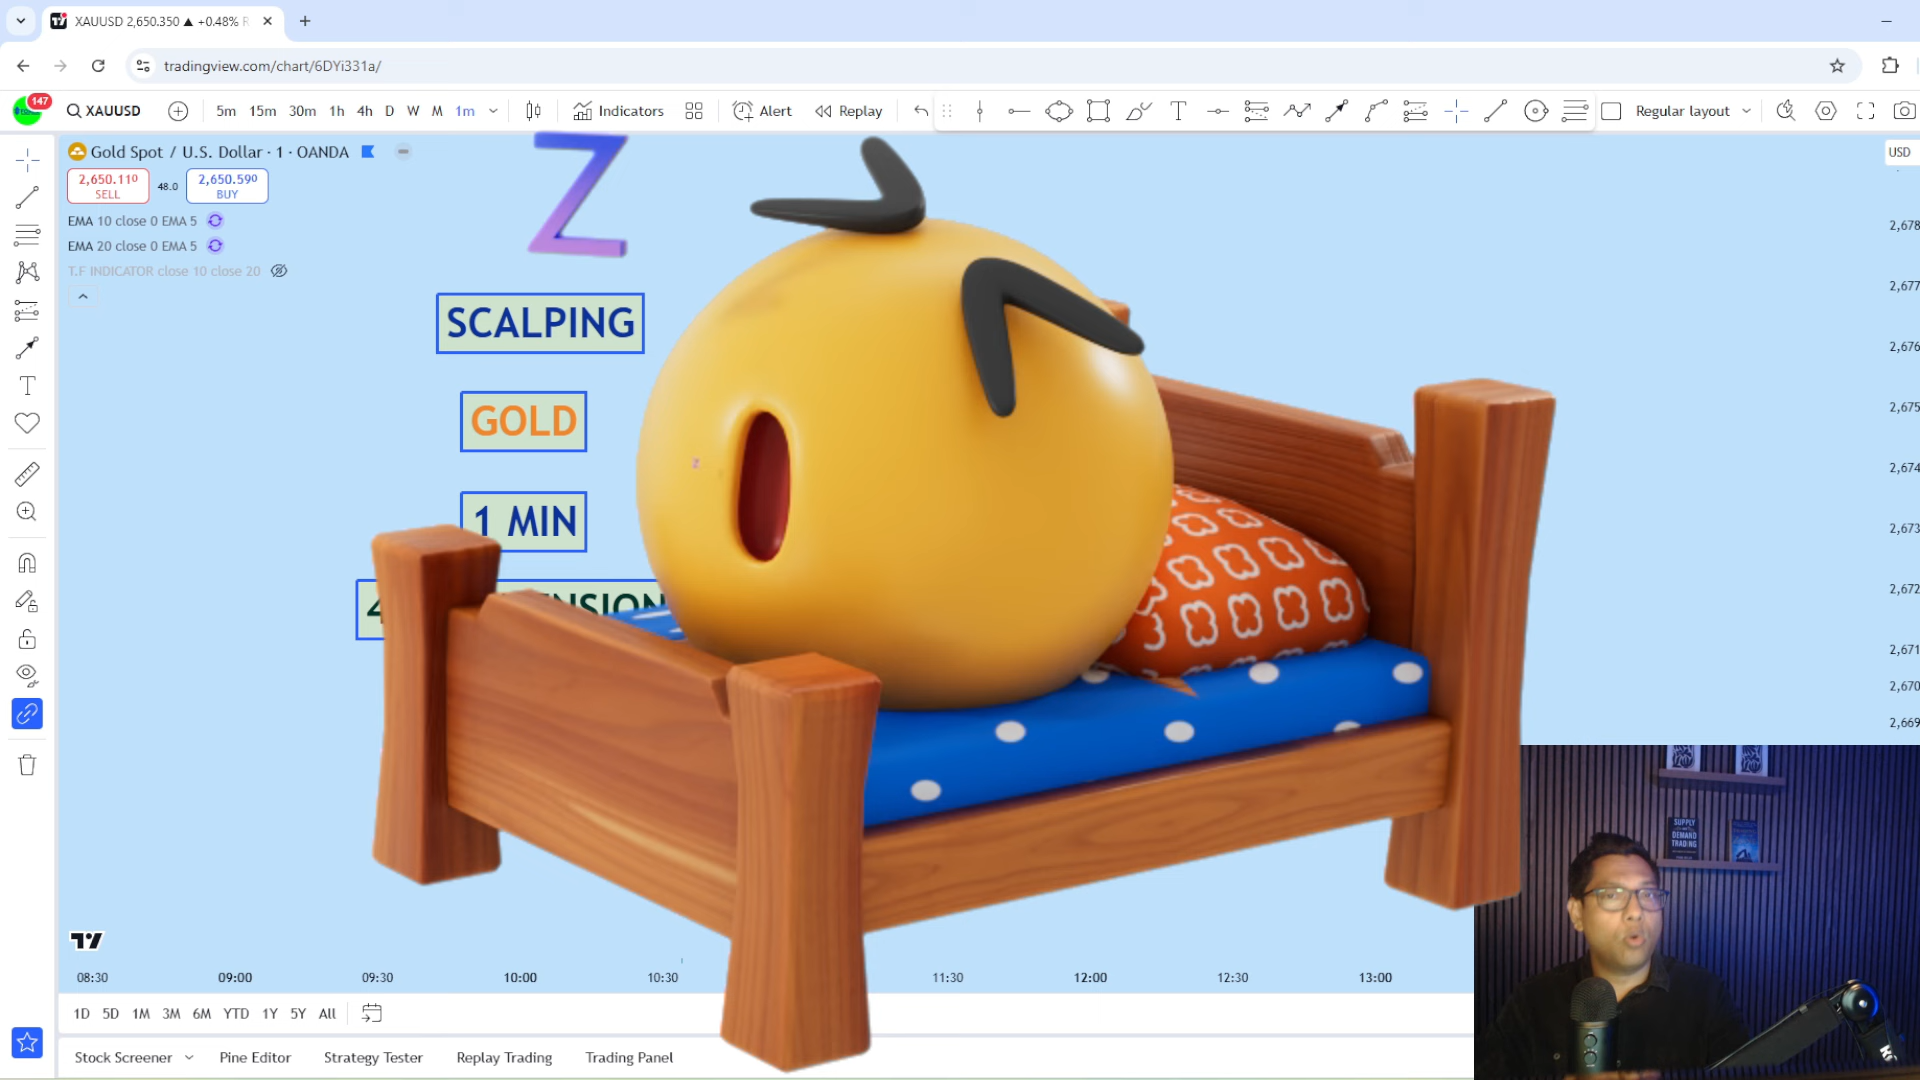 XAUUSD 2,650.350 ▲ +0.48% R
tradingview.com/chart/6DYi331a/
147
XAUUSD
5m 15m 30m 1h 4h D W M 1m
Indicators
Alert
Replay
Regular layout
Gold Spot / U.S. Dollar · 1 · OANDA
USD
2,650.110
SELL
48.0
2,650.590
BUY
EMA 10 close 0 EMA 5
EMA 20 close 0 EMA 5
T.F INDICATOR close 10 close 20
Z
SCALPING
GOLD
1 MIN
2,678
2,677
2,676
2,675
2,674
2,673
2,672
2,671
2,670
2,669
SUPPLY
AND
DEMAND
TRADING
08:30 09:00 09:30 10:00 10:30 11:30 12:00 12:30 13:00
1D 5D 1M 3M 6M YTD 1Y 5Y All
Stock Screener Pine Editor Strategy Tester Replay Trading Trading Panel